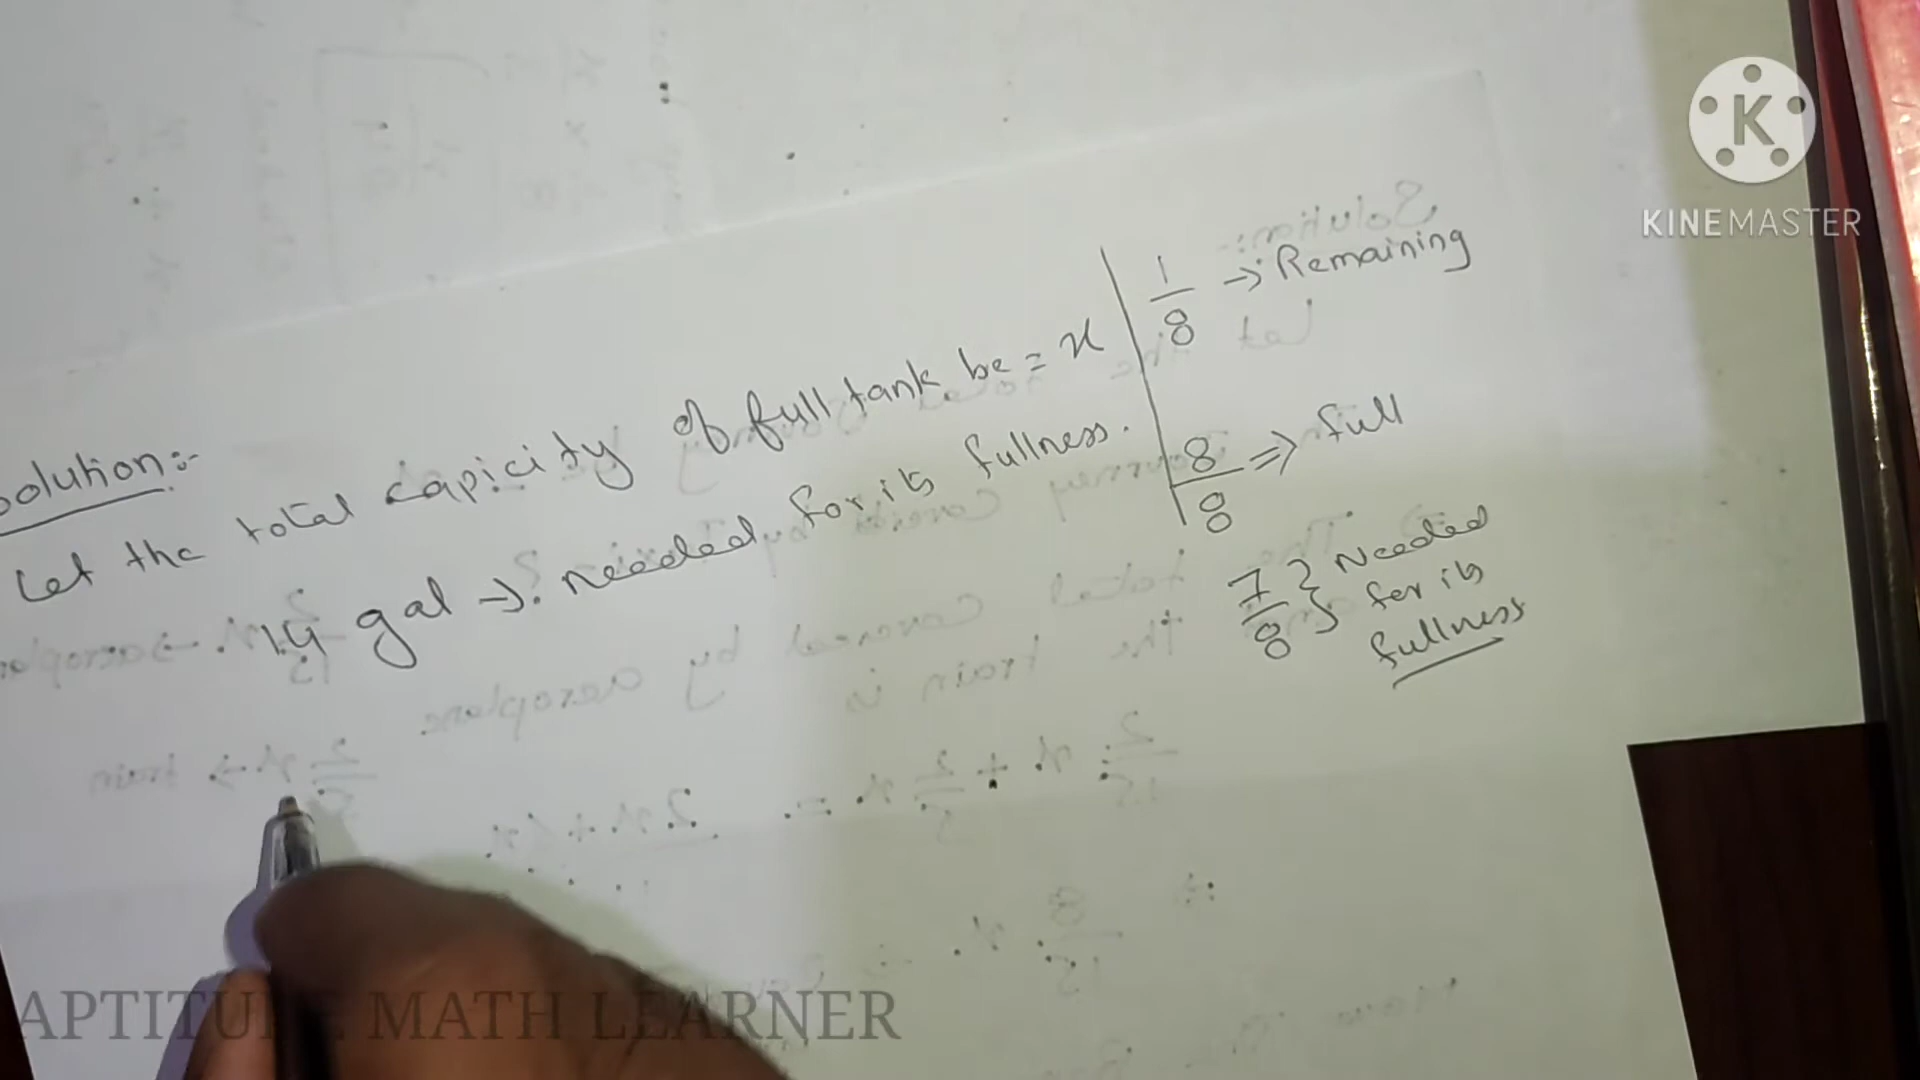 Solution:-
Let the total capicity of full tank be = x
14 gal → needed for its fullness.
1/8 → Remaining
8/8 ⇒ full
7/8 } Needed
for its
fullness
K
KINEMASTER
APTITUDE MATH LEARNER